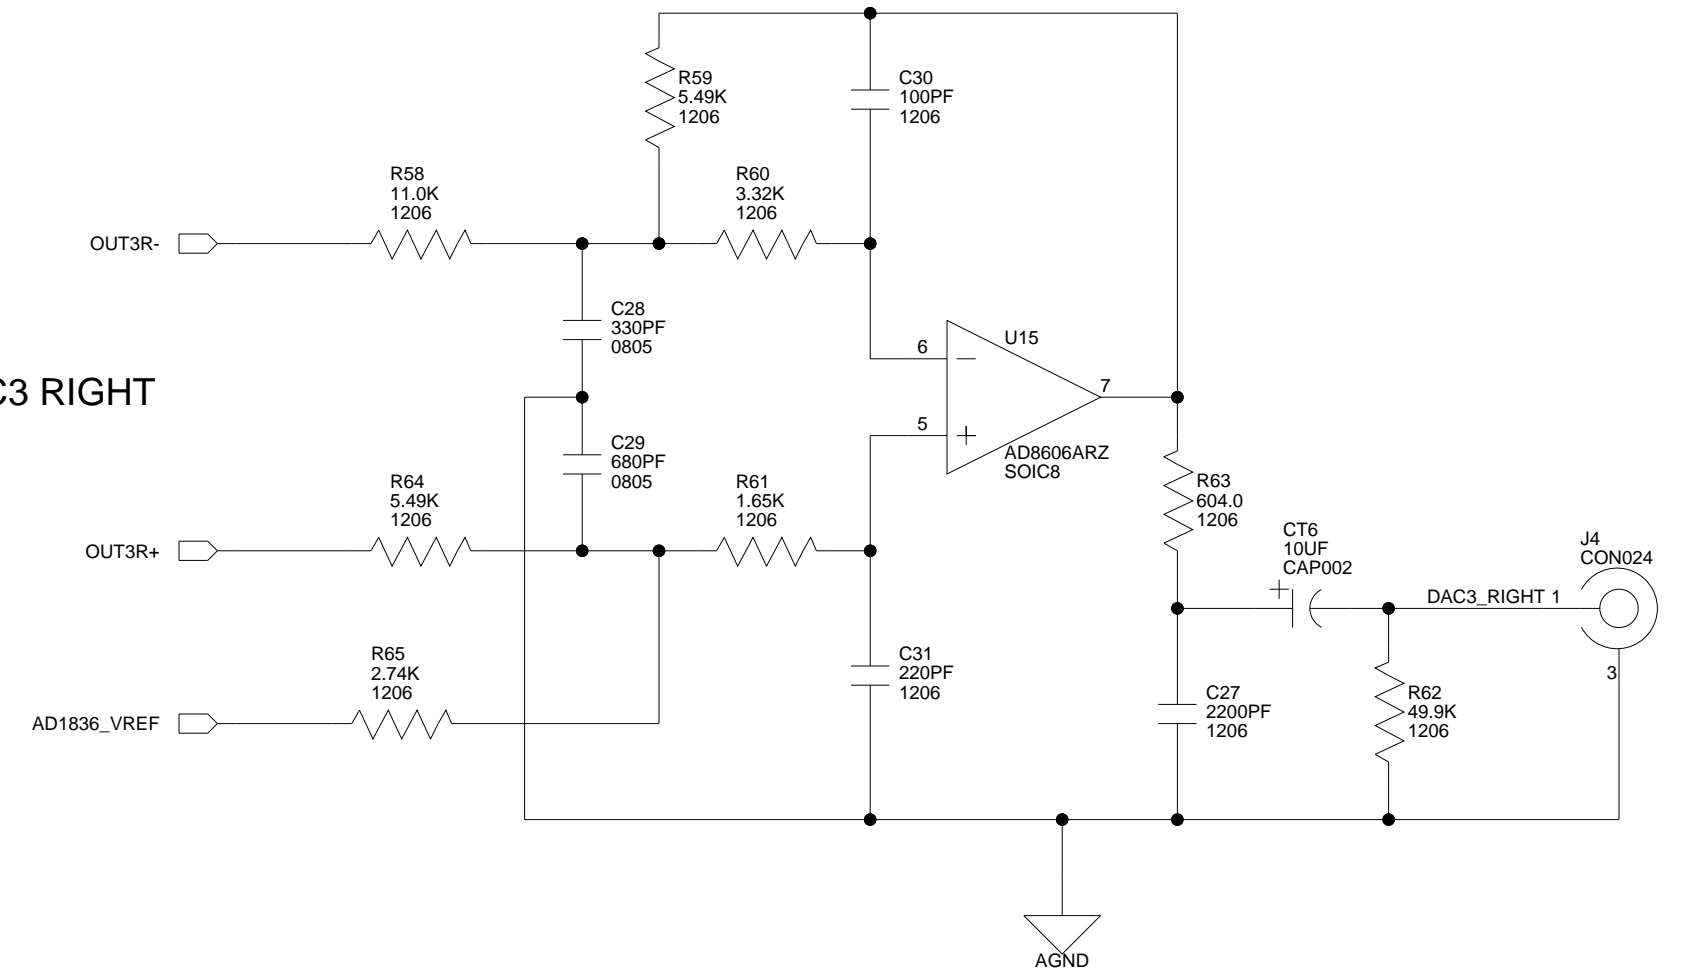 R59
5.49K
1206
C30
100PF
1206
R58
11.0K
1206
R60
3.32K
1206
OUT3R-
C28
330PF
0805
U15
6
7
C3 RIGHT
5
AD8606ARZ
SOIC8
C29
680PF
0805
R64
5.49K
1206
R61
1.65K
1206
R63
604.0
1206
OUT3R+
CT6
10UF
CAP002
J4
CON024
DAC3_RIGHT 1
3
R65
2.74K
1206
C31
220PF
1206
C27
2200PF
1206
R62
49.9K
1206
AD1836_VREF
AGND